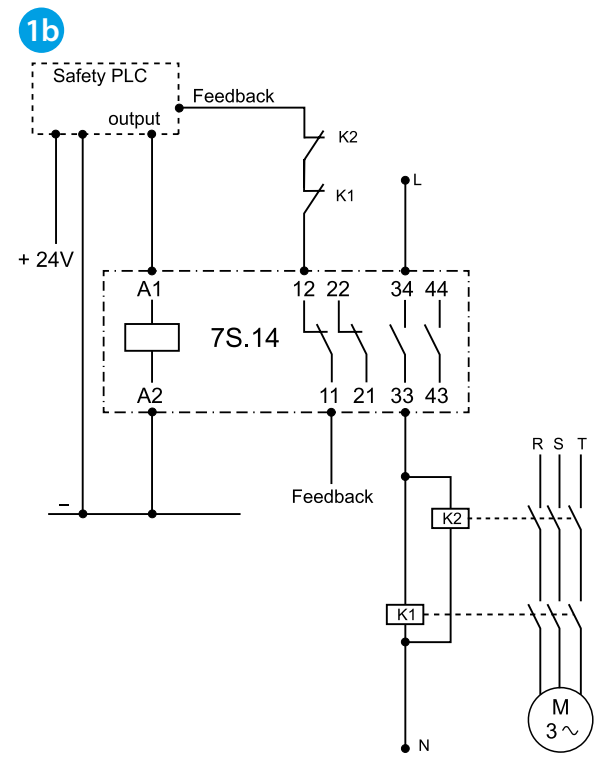 1b
Safety PLC
output
Feedback
K2
K1
L
+ 24V
A1
12 22 34 44
7S.14
A2
11 21 33 43
Feedback
–
R S T
K2
K1
M
3 ~
N